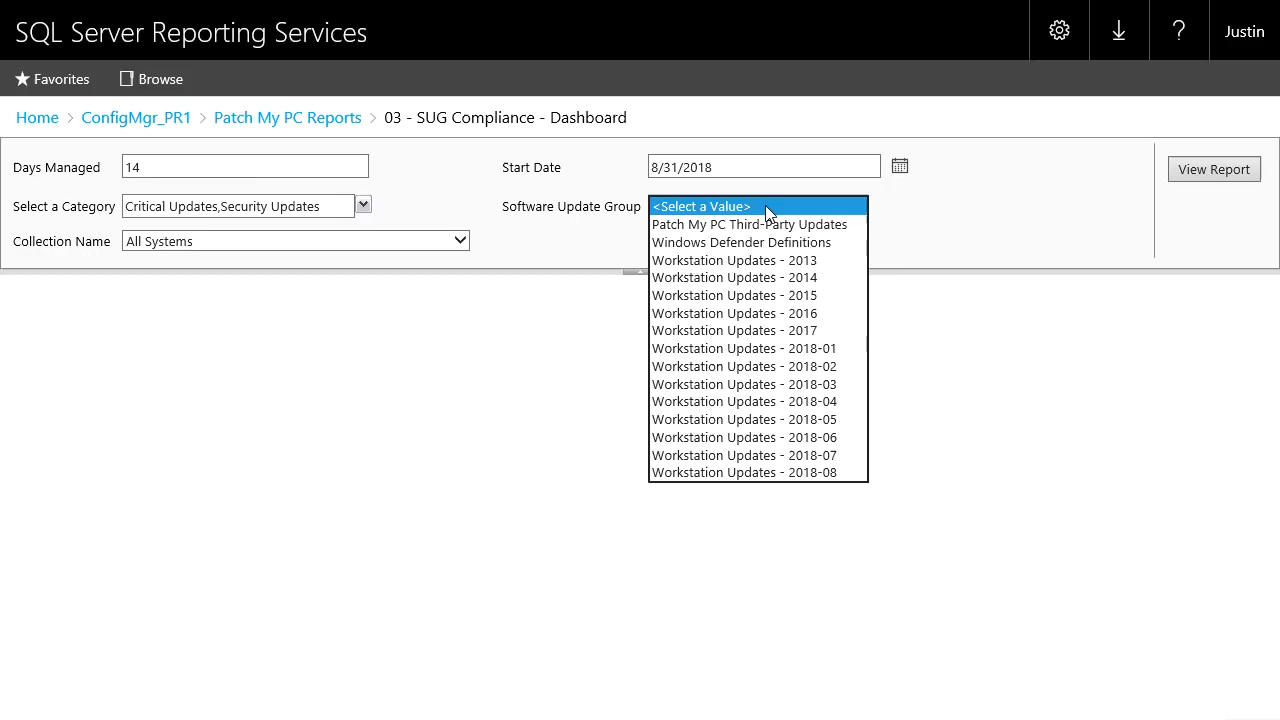 SQL Server Reporting Services
?
Justin
Favorites
Browse
Home > ConfigMgr_PR1 > Patch My PC Reports > 03 - SUG Compliance - Dashboard
Days Managed 14 Start Date 8/31/2018 View Report
Select a Category Critical Updates,Security Updates Software Update Group <Select a Value>
Collection Name All Systems
Patch My PC Third-Party Updates
Windows Defender Definitions
Workstation Updates - 2013
Workstation Updates - 2014
Workstation Updates - 2015
Workstation Updates - 2016
Workstation Updates - 2017
Workstation Updates - 2018-01
Workstation Updates - 2018-02
Workstation Updates - 2018-03
Workstation Updates - 2018-04
Workstation Updates - 2018-05
Workstation Updates - 2018-06
Workstation Updates - 2018-07
Workstation Updates - 2018-08